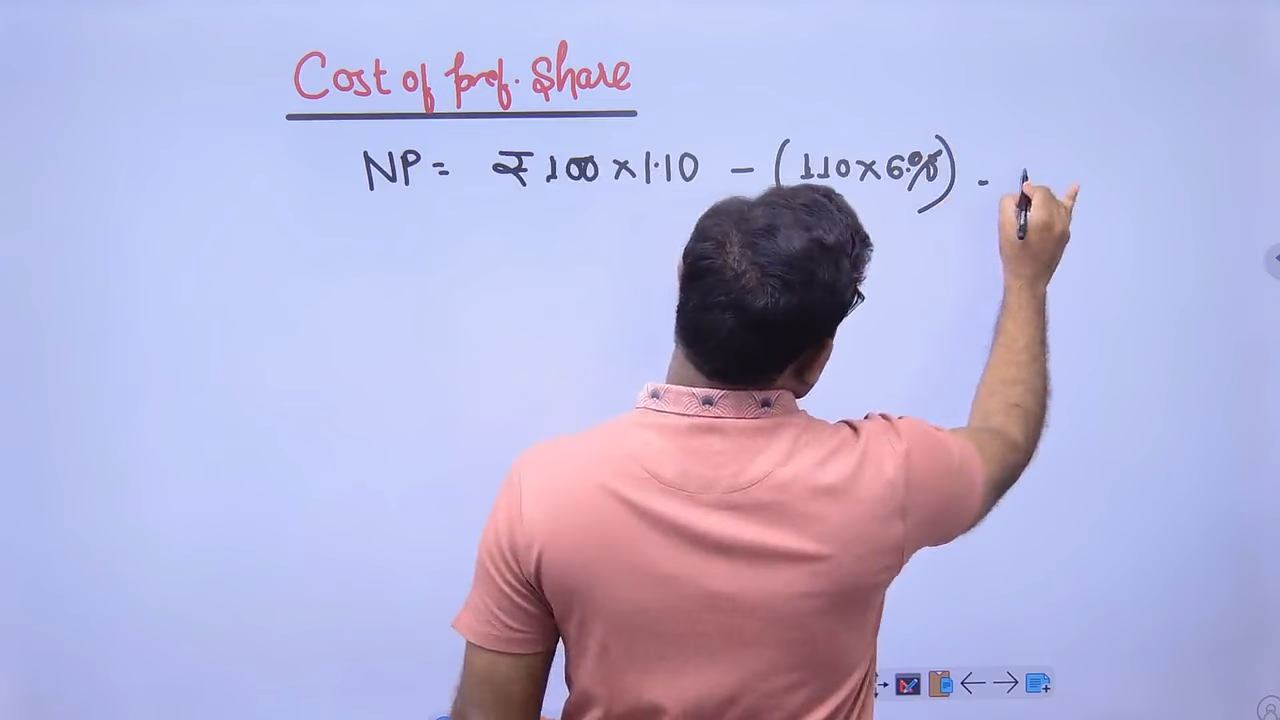 Cost of pref. Share
NP = ₹ 100 × 1.10 - (110 × 6%) -